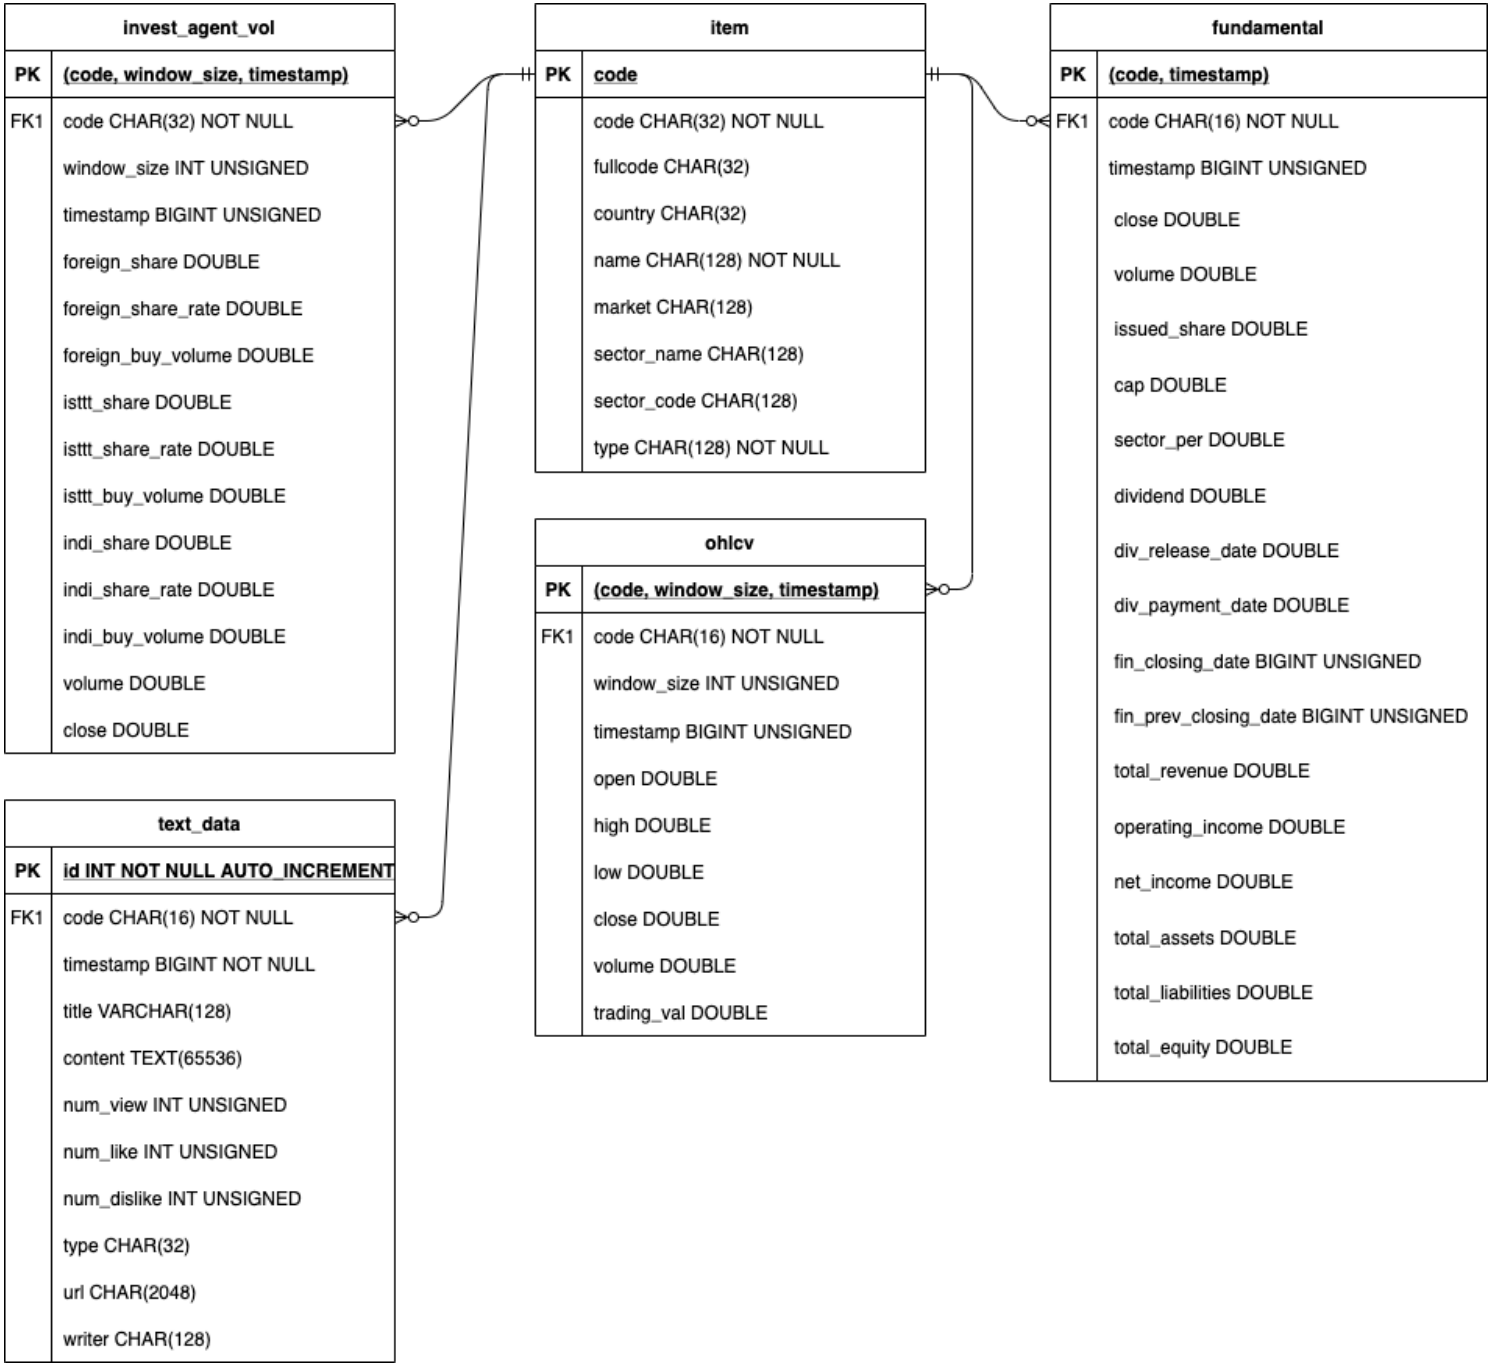 invest_agent_vol
PK (code, window_size, timestamp)
FK1 code CHAR(32) NOT NULL
window_size INT UNSIGNED
timestamp BIGINT UNSIGNED
foreign_share DOUBLE
foreign_share_rate DOUBLE
foreign_buy_volume DOUBLE
isttt_share DOUBLE
isttt_share_rate DOUBLE
isttt_buy_volume DOUBLE
indi_share DOUBLE
indi_share_rate DOUBLE
indi_buy_volume DOUBLE
volume DOUBLE
close DOUBLE
text_data
PK id INT NOT NULL AUTO_INCREMENT
FK1 code CHAR(16) NOT NULL
timestamp BIGINT NOT NULL
title VARCHAR(128)
content TEXT(65536)
num_view INT UNSIGNED
num_like INT UNSIGNED
num_dislike INT UNSIGNED
type CHAR(32)
url CHAR(2048)
writer CHAR(128)
item
PK code
code CHAR(32) NOT NULL
fullcode CHAR(32)
country CHAR(32)
name CHAR(128) NOT NULL
market CHAR(128)
sector_name CHAR(128)
sector_code CHAR(128)
type CHAR(128) NOT NULL
ohlcv
PK (code, window_size, timestamp)
FK1 code CHAR(16) NOT NULL
window_size INT UNSIGNED
timestamp BIGINT UNSIGNED
open DOUBLE
high DOUBLE
low DOUBLE
close DOUBLE
volume DOUBLE
trading_val DOUBLE
fundamental
PK (code, timestamp)
FK1 code CHAR(16) NOT NULL
timestamp BIGINT UNSIGNED
close DOUBLE
volume DOUBLE
issued_share DOUBLE
cap DOUBLE
sector_per DOUBLE
dividend DOUBLE
div_release_date DOUBLE
div_payment_date DOUBLE
fin_closing_date BIGINT UNSIGNED
fin_prev_closing_date BIGINT UNSIGNED
total_revenue DOUBLE
operating_income DOUBLE
net_income DOUBLE
total_assets DOUBLE
total_liabilities DOUBLE
total_equity DOUBLE